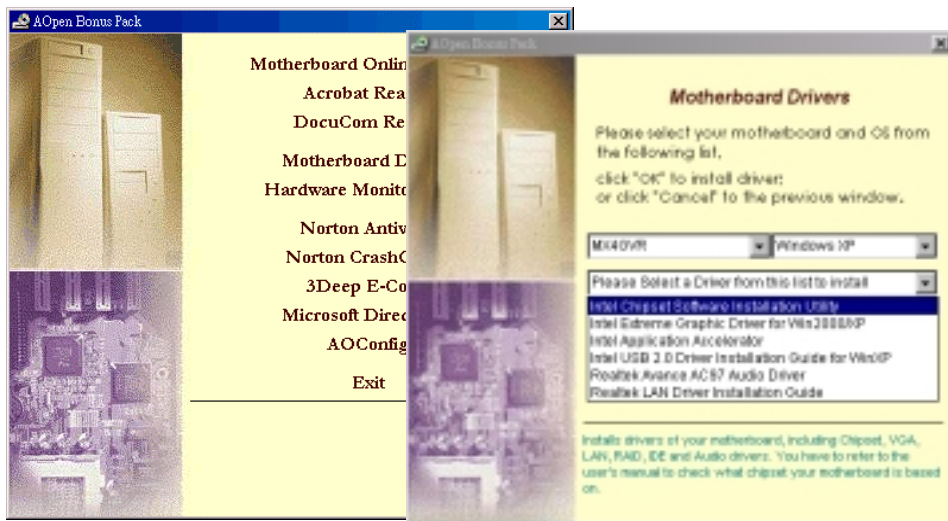 AOpen Bonus Pack
Motherboard Onlin
Acrobat Rea
DocuCom Re
Motherboard D
Hardware Monito
Norton Antiv
Norton CrashG
3Deep E-Co
Microsoft Direc
AOConfig
Exit
AOpen Bonus Pack
Motherboard Drivers
Please select your motherboard and OS from
the following list,
click "OK" to install driver;
or click "Cancel" to the previous window.
MX4GVR Windows XP
Please Select a Driver from this list to install
Intel Chipset Software Installation Utility
Intel Extreme Graphic Driver for Win2000/XP
Intel Application Accelerator
Intel USB 2.0 Driver Installation Guide for WinXP
Realtek Avance AC97 Audio Driver
Realtek LAN Driver Installation Guide
Installs drivers of your motherboard, including Chipset, VGA,
LAN, RAID, IDE and Audio drivers. You have to refer to the
user's manual to check what chipset your motherboard is based
on.